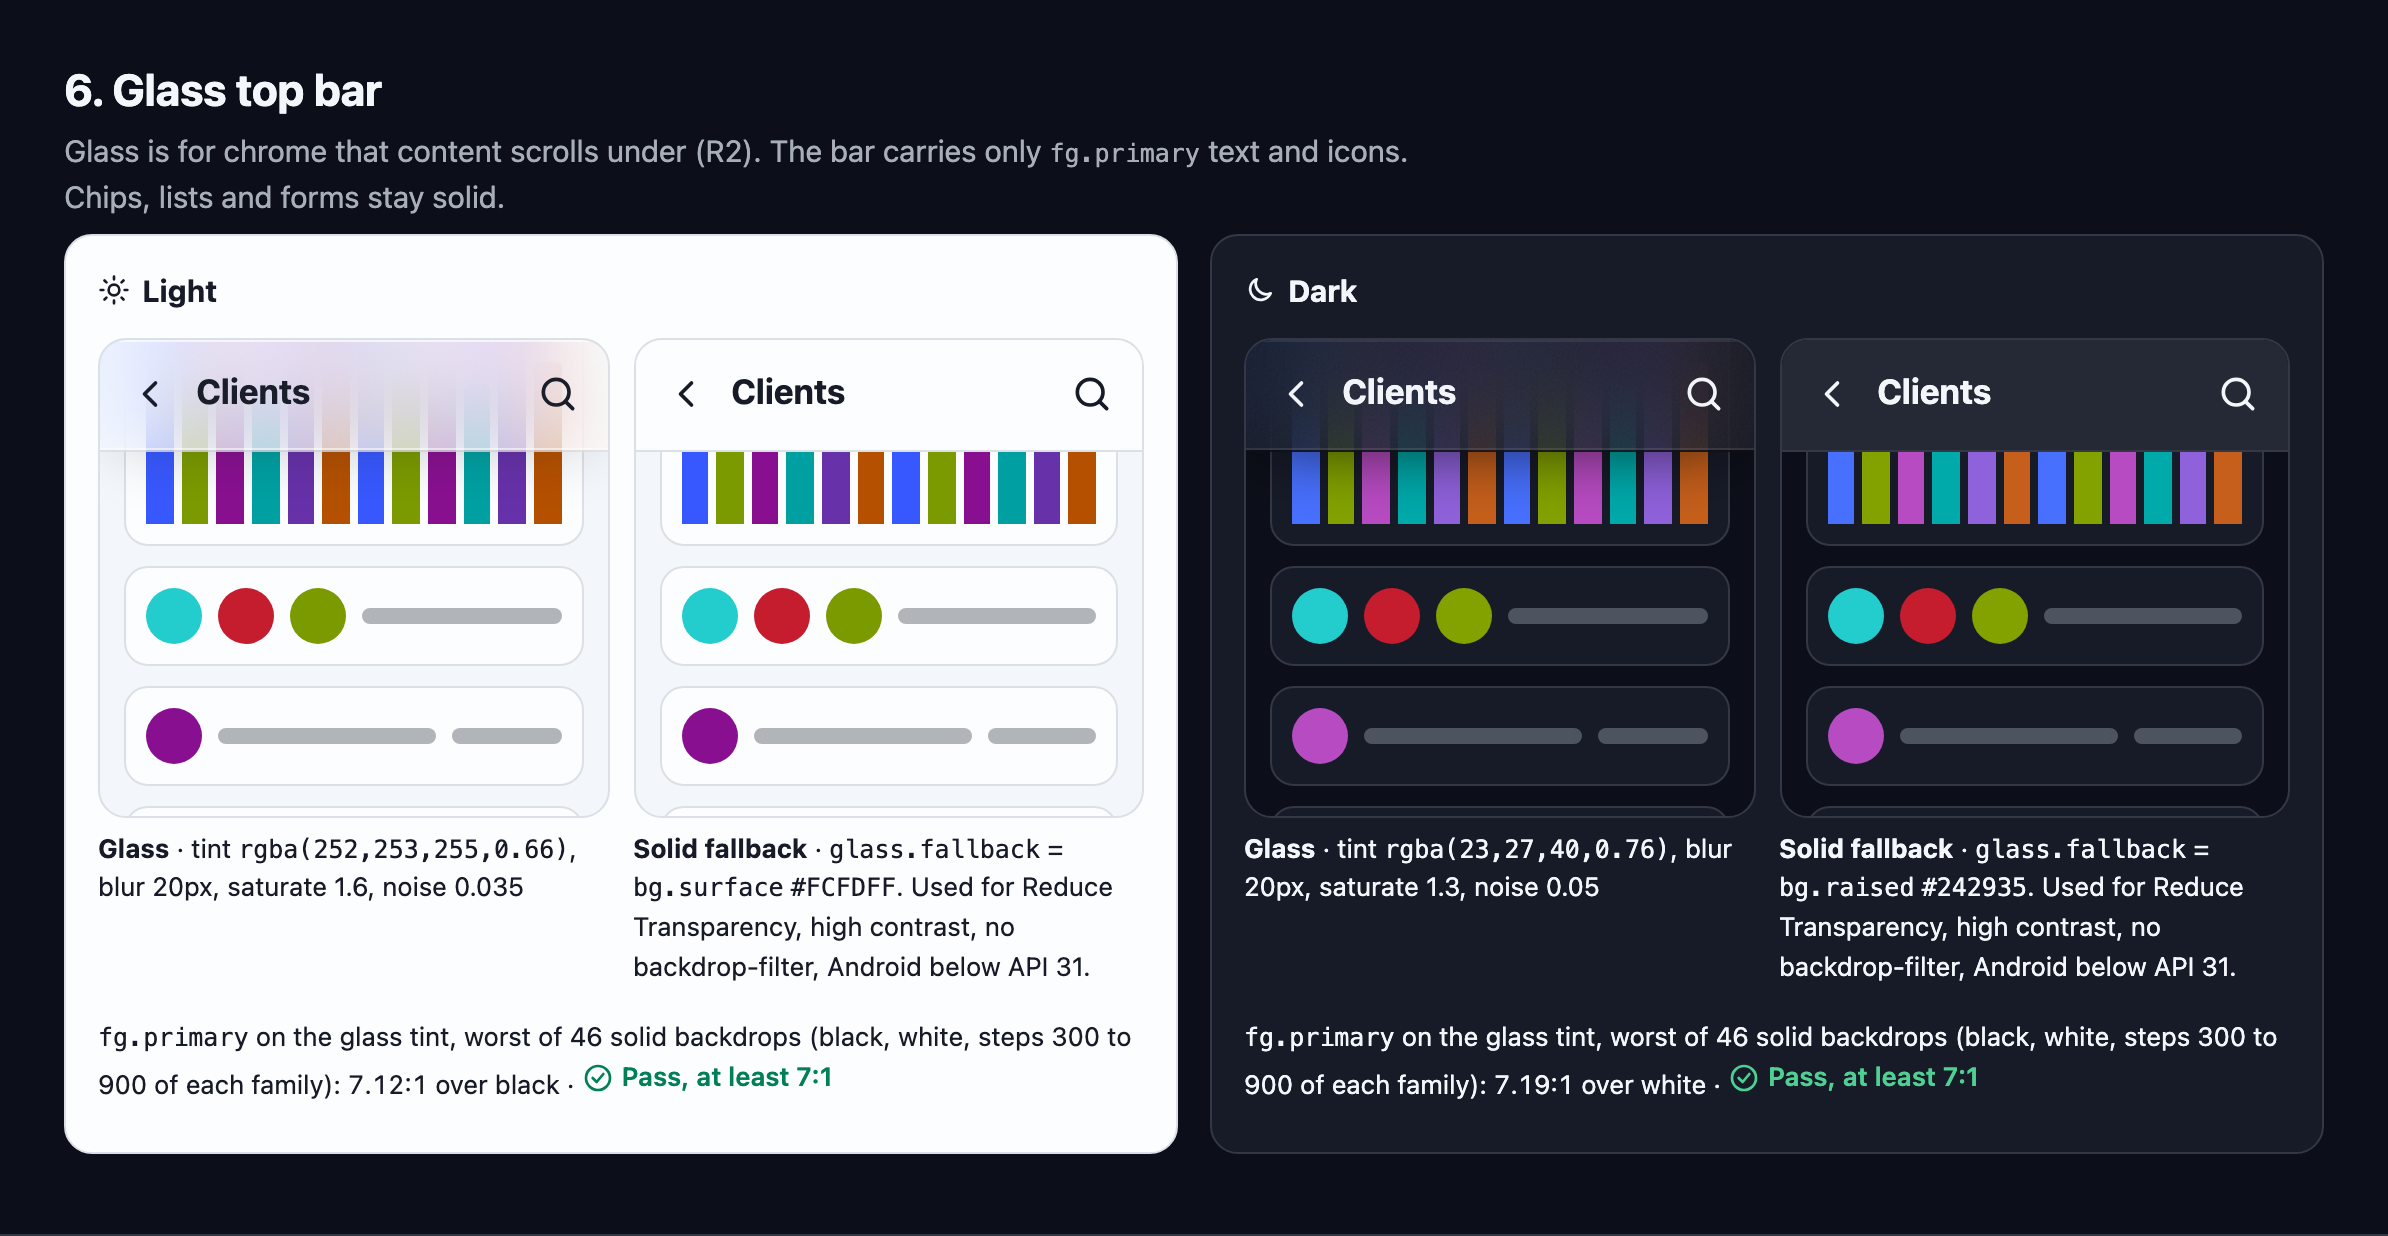 6. Glass top bar
Glass is for chrome that content scrolls under (R2). The bar carries only fg.primary text and icons.
Chips, lists and forms stay solid.
Light
Clients
Clients
Glass · tint rgba(252,253,255,0.66),
blur 20px, saturate 1.6, noise 0.035
Solid fallback · glass.fallback =
bg.surface #FCFDFF. Used for Reduce
Transparency, high contrast, no
backdrop-filter, Android below API 31.
fg.primary on the glass tint, worst of 46 solid backdrops (black, white, steps 300 to
900 of each family): 7.12:1 over black · Pass, at least 7:1
Dark
Clients
Clients
Glass · tint rgba(23,27,40,0.76), blur
20px, saturate 1.3, noise 0.05
Solid fallback · glass.fallback =
bg.raised #242935. Used for Reduce
Transparency, high contrast, no
backdrop-filter, Android below API 31.
fg.primary on the glass tint, worst of 46 solid backdrops (black, white, steps 300 to
900 of each family): 7.19:1 over white · Pass, at least 7:1